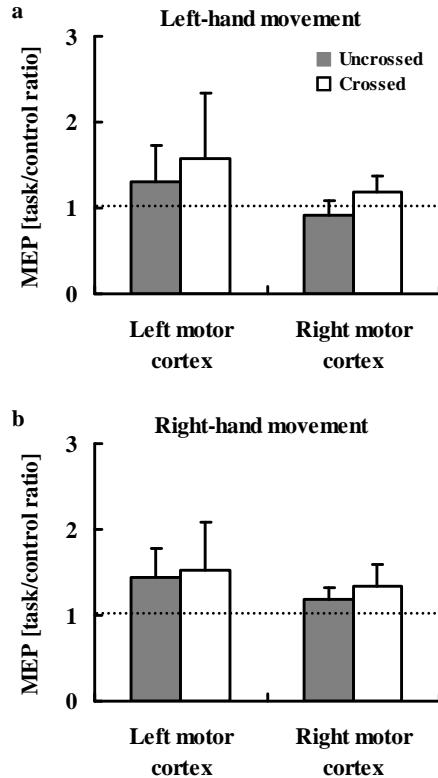 a
Left-hand movement
MEP [task/control ratio]
3
2
1
0
Uncrossed
Crossed
Left motor
cortex
Right motor
cortex
b
Right-hand movement
MEP [task/control ratio]
3
2
1
0
Left motor
cortex
Right motor
cortex